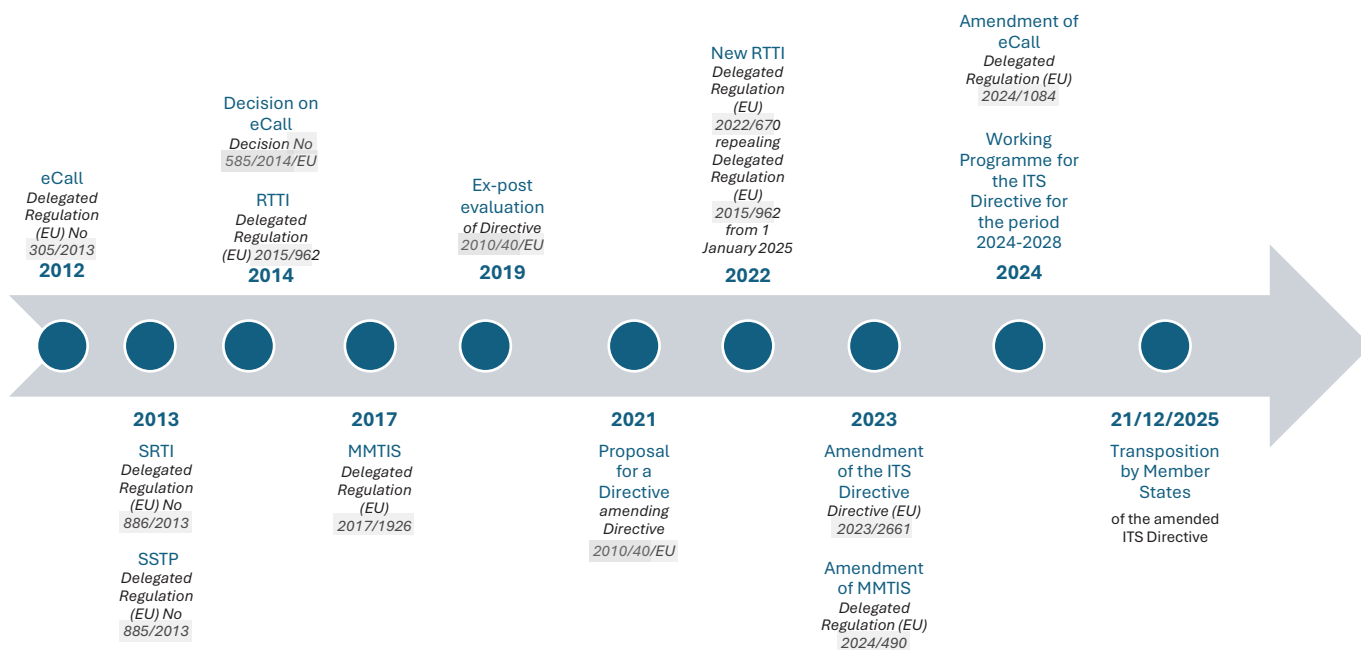 eCall
Delegated
Regulation
(EU) No
305/2013
2012
SRTI
Delegated
Regulation
(EU) No
886/2013
SSTP
Delegated
Regulation
(EU) No
885/2013
2013
Decision on
eCall
Decision No
585/2014/EU
RTTI
Delegated
Regulation
(EU) 2015/962
2014
2017
MMTIS
Delegated
Regulation
(EU)
2017/1926
Ex-post
evaluation
of Directive
2010/40/EU
2019
2021
Proposal
for a
Directive
amending
Directive
2010/40/EU
New RTTI
Delegated
Regulation
(EU)
2022/670
repealing
Delegated
Regulation
(EU)
2015/962
from 1
January 2025
2022
2023
Amendment
of the ITS
Directive
Directive (EU)
2023/2661
Amendment
of MMTIS
Delegated
Regulation (EU)
2024/490
Amendment of
eCall
Delegated
Regulation (EU)
2024/1084
Working
Programme for
the ITS
Directive for
the period
2024-2028
2024
21/12/2025
Transposition
by Member
States
of the amended
ITS Directive